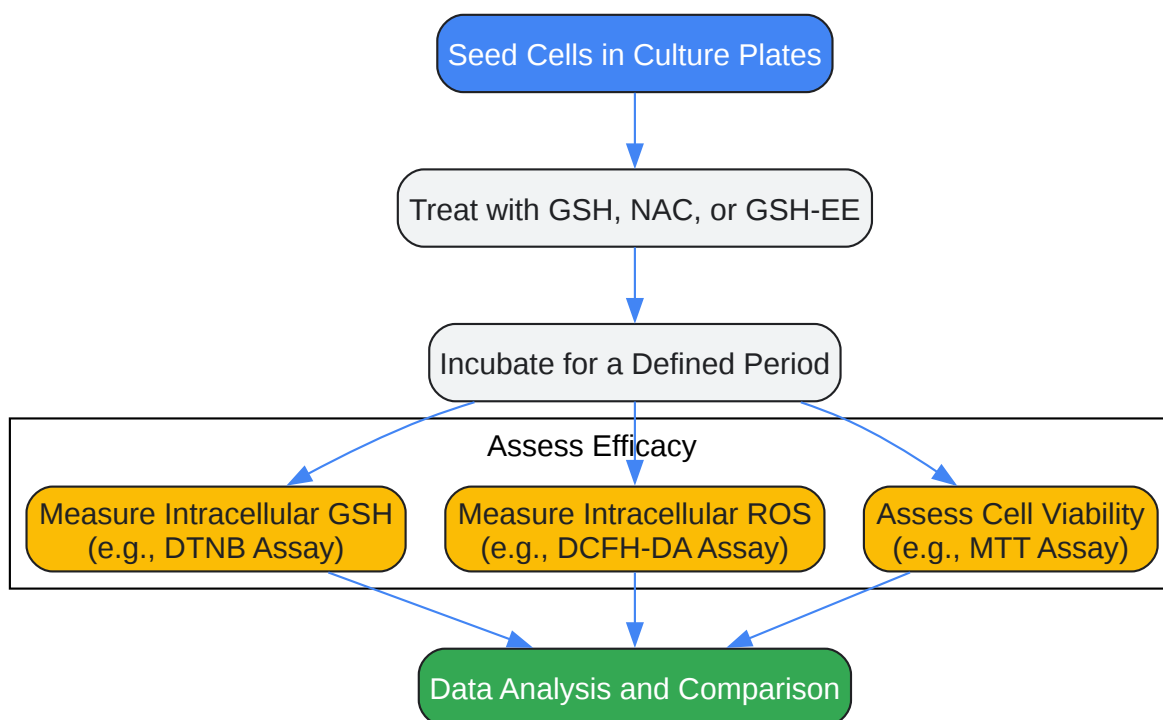 Seed Cells in Culture Plates
Treat with GSH, NAC, or GSH-EE
Incubate for a Defined Period
Assess Efficacy
Measure Intracellular GSH
(e.g., DTNB Assay)
Measure Intracellular ROS
(e.g., DCFH-DA Assay)
Assess Cell Viability
(e.g., MTT Assay)
Data Analysis and Comparison